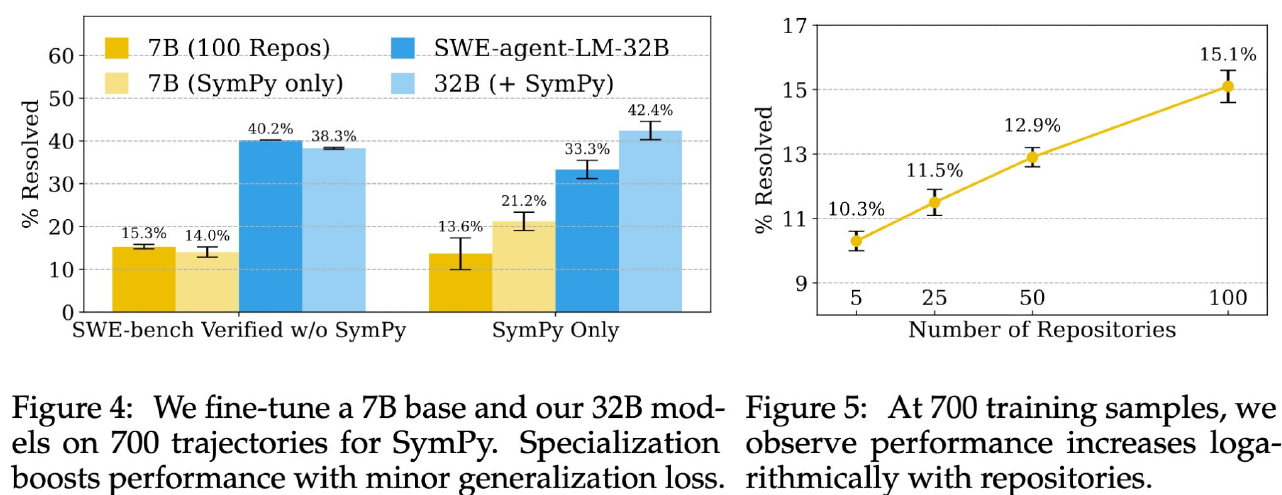 % Resolved
60
50
40
30
20
10
0
7B (100 Repos)
7B (SymPy only)
SWE-agent-LM-32B
32B (+ SymPy)
15.3%
14.0%
40.2%
38.3%
13.6%
21.2%
33.3%
42.4%
SWE-bench Verified w/o SymPy
SymPy Only
Figure 4: We fine-tune a 7B base and our 32B mod-
els on 700 trajectories for SymPy. Specialization
boosts performance with minor generalization loss.
% Resolved
17
15
13
11
9
10.3%
11.5%
12.9%
15.1%
5
25
50
100
Number of Repositories
Figure 5: At 700 training samples, we
observe performance increases loga-
rithmically with repositories.